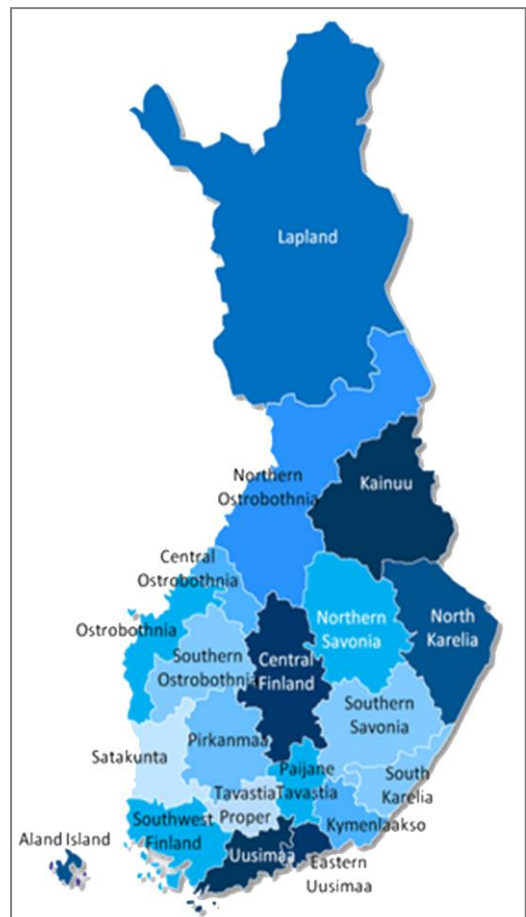 Lapland
Northern
Ostrobothnia
Kainuu
Central
Ostrobothnia
Ostrobothnia
Northern
Savonia
North
Karelia
Southern
Ostrobothnia
Central
Finland
Southern
Savonia
Satakunta
Pirkanmaa
Paijane
Tavastia
South
Karelia
Tavastia
Proper
Southwest
Finland
Kymenlaakso
Aland Island
Uusimaa
Eastern
Uusimaa